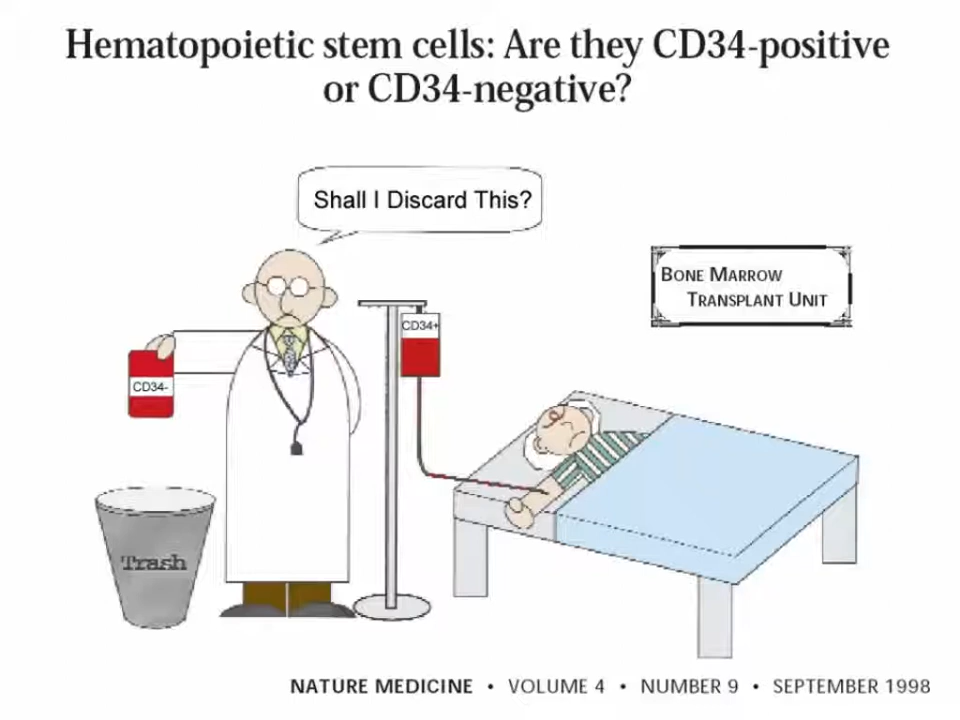 Hematopoietic stem cells: Are they CD34-positive
or CD34-negative?
Shall I Discard This?
BONE MARROW
TRANSPLANT UNIT
CD34+
CD34-
Trash
NATURE MEDICINE • VOLUME 4 • NUMBER 9 • SEPTEMBER 1998